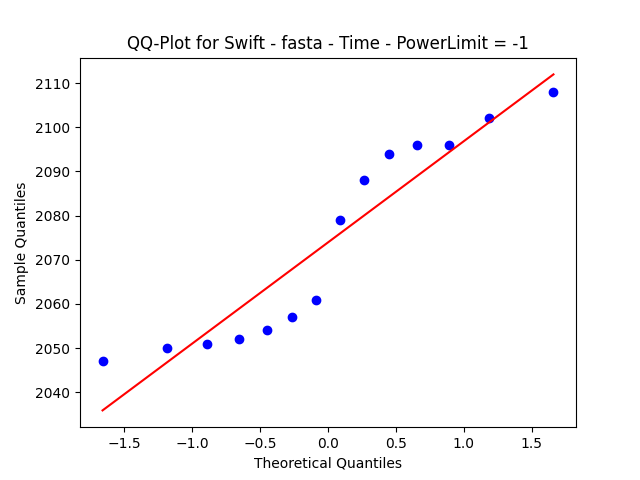 QQ-Plot for Swift - fasta - Time - PowerLimit = -1
2110
2100
2090
2080
2070
2060
2050
2040
Sample Quantiles
−1.5 −1.0 −0.5 0.0 0.5 1.0 1.5
Theoretical Quantiles